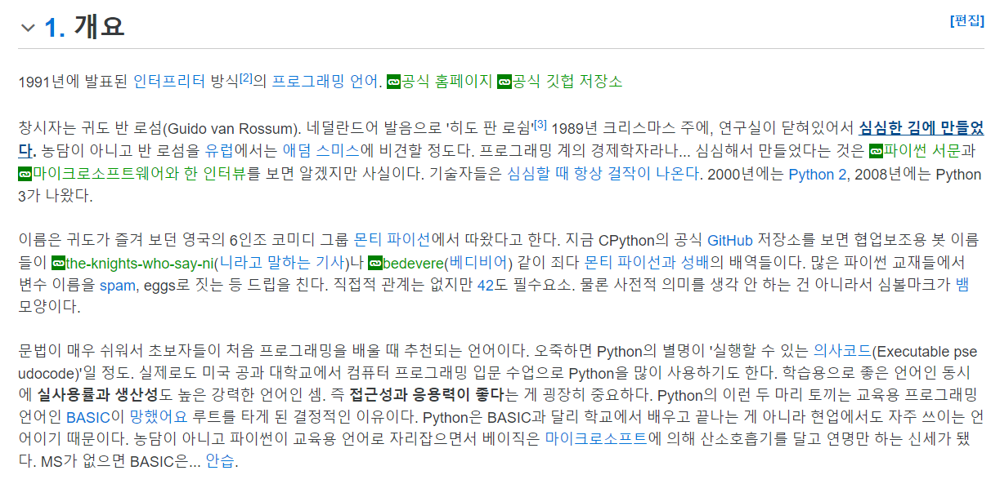 1. 개요
[편집]
1991년에 발표된 인터프리터 방식[2]의 프로그래밍 언어. 공식 홈페이지 공식 깃헙 저장소
창시자는 귀도 반 로섬(Guido van Rossum). 네덜란드어 발음으로 '히도 판 로쉼'[3] 1989년 크리스마스 주에, 연구실이 닫혀있어서 심심한 김에 만들었
다. 농담이 아니고 반 로섬을 유럽에서는 애덤 스미스에 비견할 정도다. 프로그래밍 계의 경제학자라나... 심심해서 만들었다는 것은 파이썬 서문과
마이크로소프트웨어와 한 인터뷰를 보면 알겠지만 사실이다. 기술자들은 심심할 때 항상 걸작이 나온다. 2000년에는 Python 2, 2008년에는 Python
3가 나왔다.
이름은 귀도가 즐겨 보던 영국의 6인조 코미디 그룹 몬티 파이선에서 따왔다고 한다. 지금 CPython의 공식 GitHub 저장소를 보면 협업보조용 봇 이름
들이 the-knights-who-say-ni(니라고 말하는 기사)나 bedevere(베디비어) 같이 죄다 몬티 파이선과 성배의 배역들이다. 많은 파이썬 교재들에서
변수 이름을 spam, eggs로 짓는 등 드립을 친다. 직접적 관계는 없지만 42도 필수요소. 물론 사전적 의미를 생각 안 하는 건 아니라서 심볼마크가 뱀
모양이다.
문법이 매우 쉬워서 초보자들이 처음 프로그래밍을 배울 때 추천되는 언어이다. 오죽하면 Python의 별명이 '실행할 수 있는 의사코드(Executable pse
udocode)'일 정도. 실제로도 미국 공과 대학교에서 컴퓨터 프로그래밍 입문 수업으로 Python을 많이 사용하기도 한다. 학습용으로 좋은 언어인 동시
에 실사용률과 생산성도 높은 강력한 언어인 셈. 즉 접근성과 응용력이 좋다는 게 굉장히 중요하다. Python의 이런 두 마리 토끼는 교육용 프로그래밍
언어인 BASIC이 망했어요 루트를 타게 된 결정적인 이유이다. Python은 BASIC과 달리 학교에서 배우고 끝나는 게 아니라 현업에서도 자주 쓰이는 언
어이기 때문이다. 농담이 아니고 파이썬이 교육용 언어로 자리잡으면서 베이직은 마이크로소프트에 의해 산소호흡기를 달고 연명만 하는 신세가 됐
다. MS가 없으면 BASIC은... 안습.